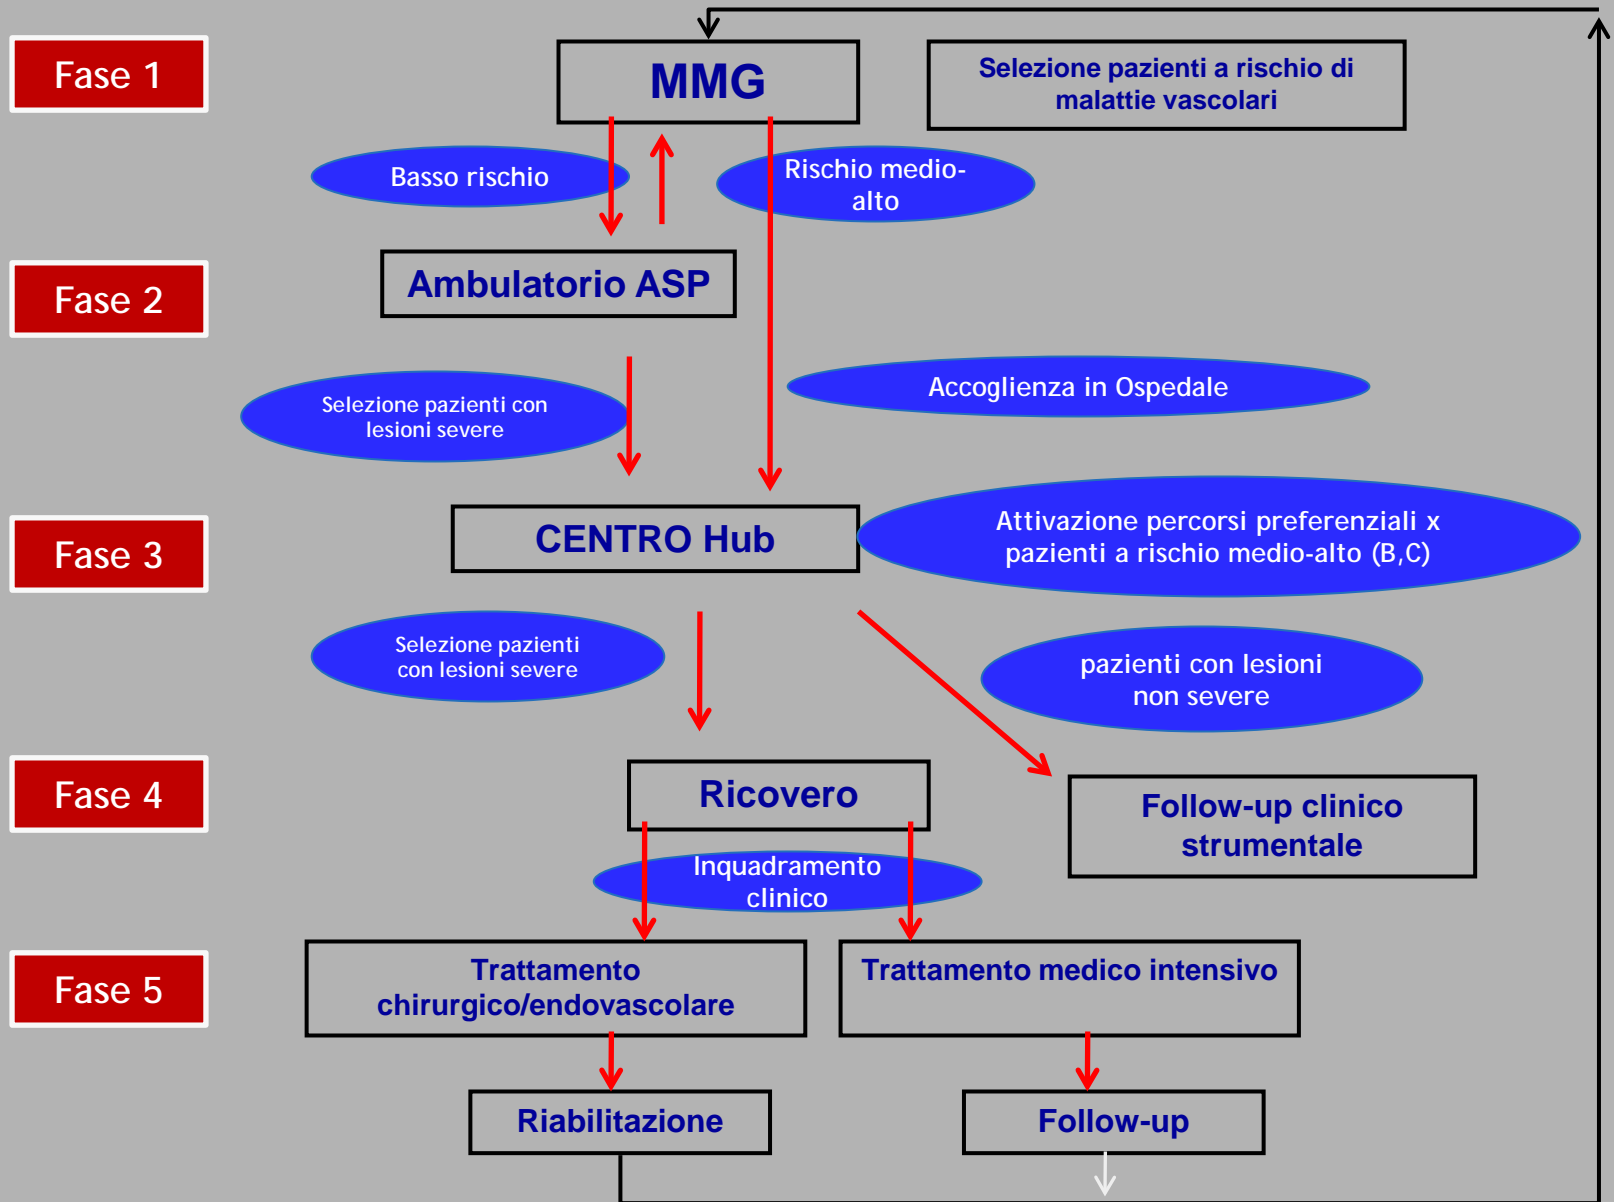 Fase 1
MMG
Selezione pazienti a rischio di
malattie vascolari
Basso rischio
Rischio medio-
alto
Fase 2
Ambulatorio ASP
Selezione pazienti con
lesioni severe
Accoglienza in Ospedale
Fase 3
CENTRO Hub
Attivazione percorsi preferenziali x
pazienti a rischio medio-alto (B,C)
Selezione pazienti
con lesioni severe
pazienti con lesioni
non severe
Fase 4
Ricovero
Follow-up clinico
strumentale
Inquadramento
clinico
Fase 5
Trattamento
chirurgico/endovascolare
Trattamento medico intensivo
Riabilitazione
Follow-up